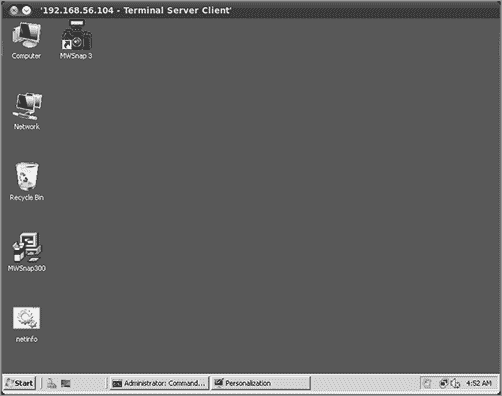 '192.168.56.104 - Terminal Server Client'
Computer
MWSnap 3
Network
Recycle Bin
MWSnap300
netinfo
Start
Administrator: Command...
Personalization
4:52 AM